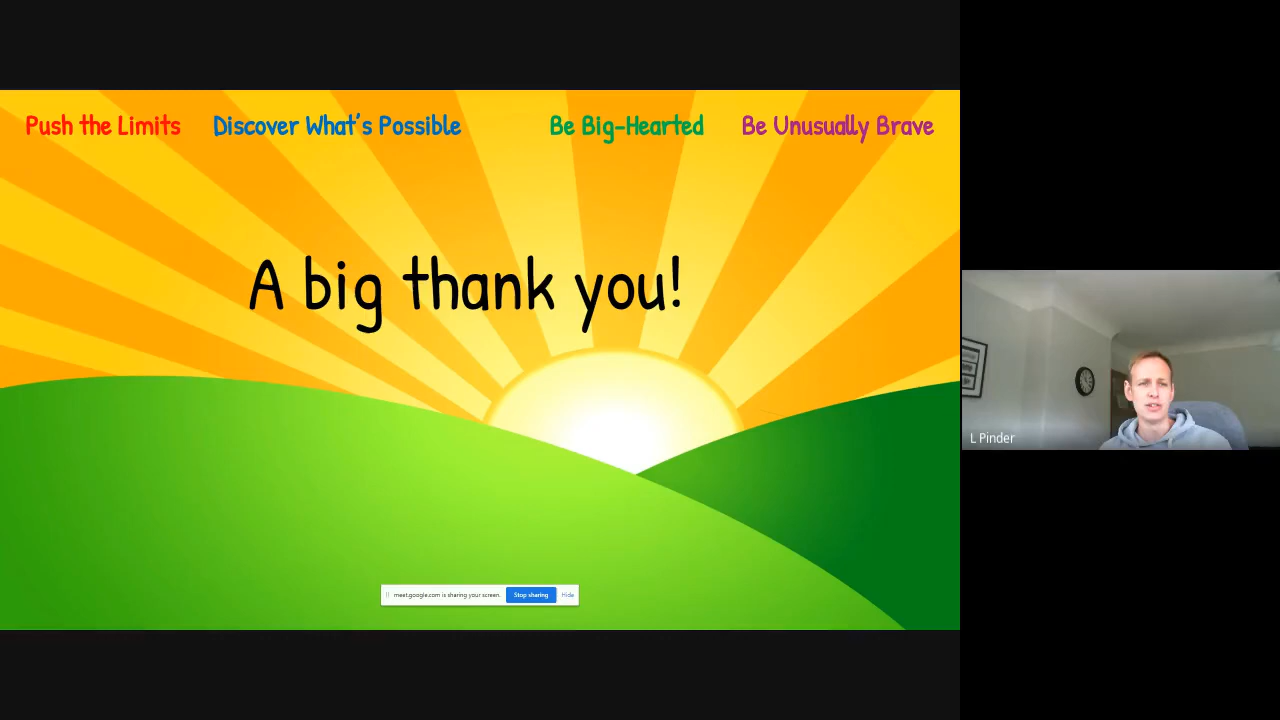 Push the Limits Discover What's Possible Be Big-Hearted Be Unusually Brave
A big thank you!
L Pinder
meet.google.com is sharing your screen. Stop sharing Hide